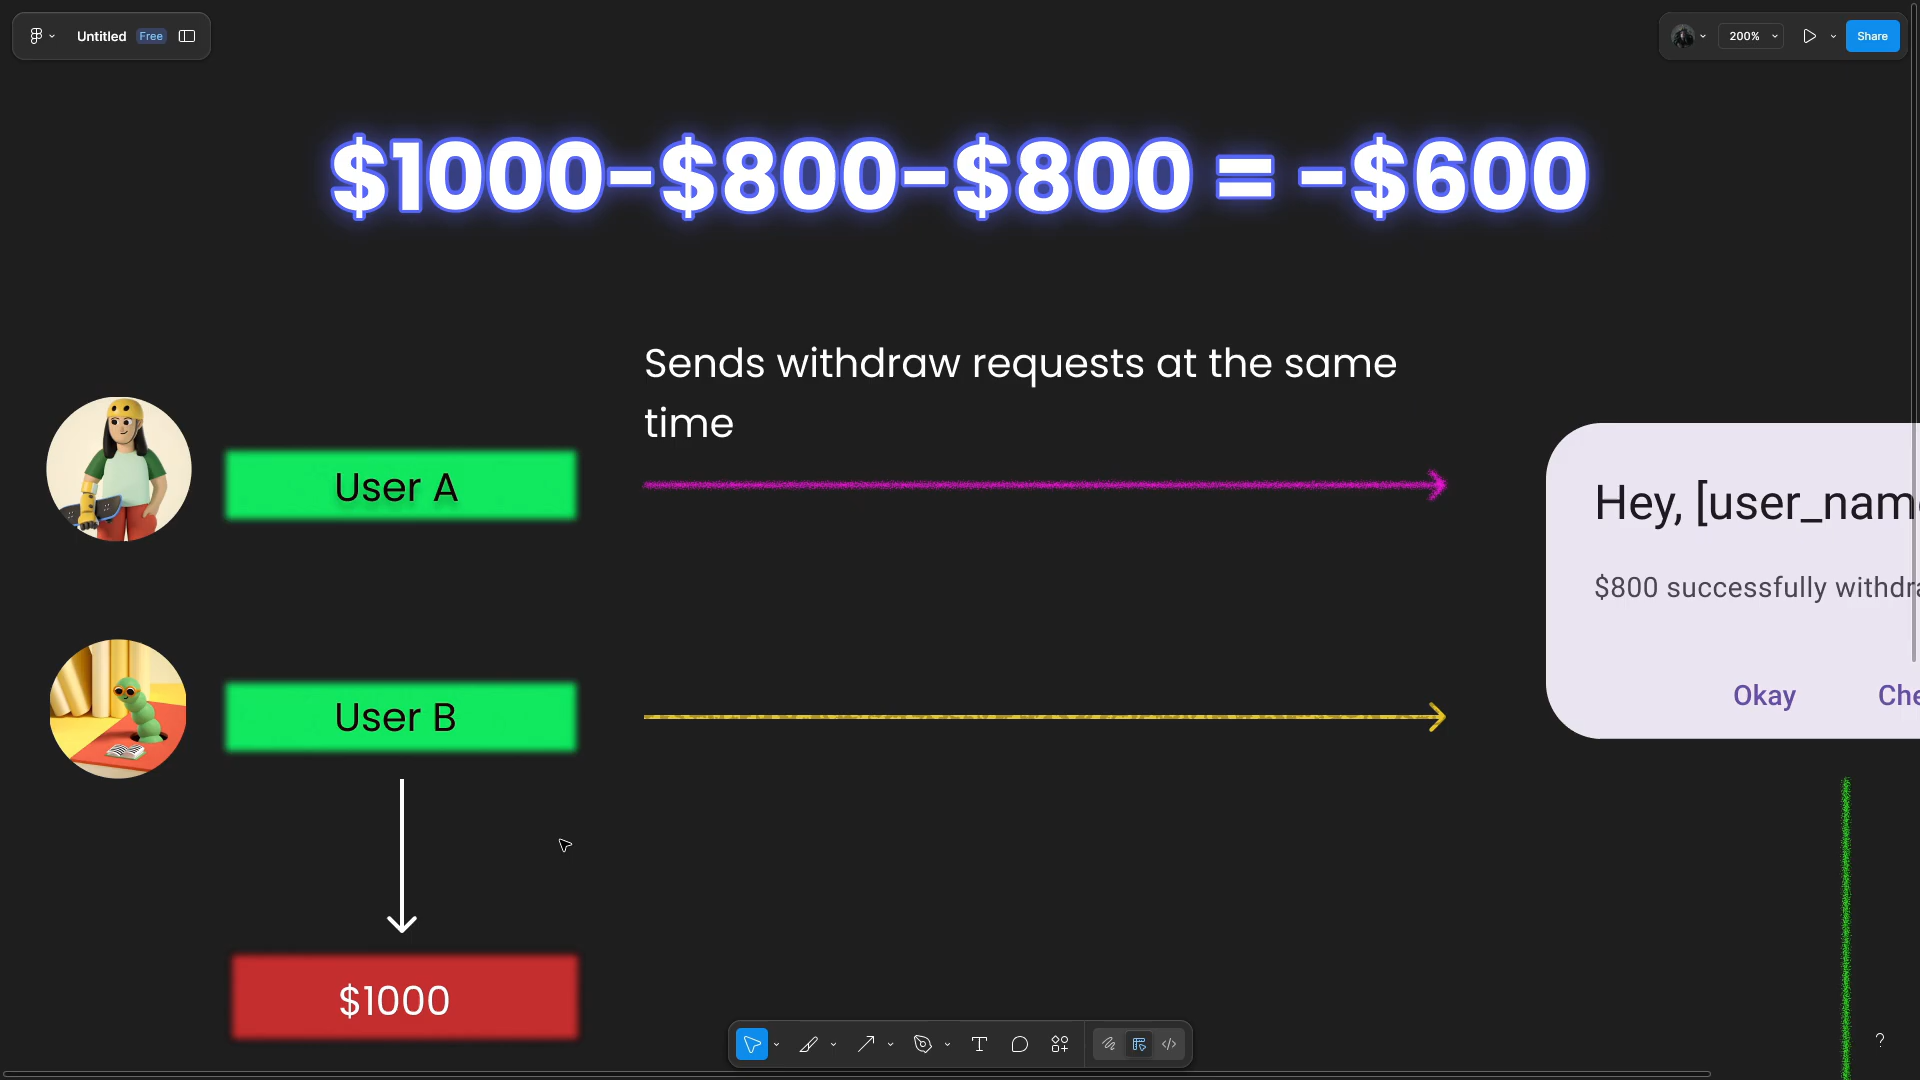 Untitled Free
200%
Share
$1000-$800-$800 = -$600
Sends withdraw requests at the same
time
User A
Hey, [user_nam
$800 successfully withdra
Okay Che
User B
$1000
?